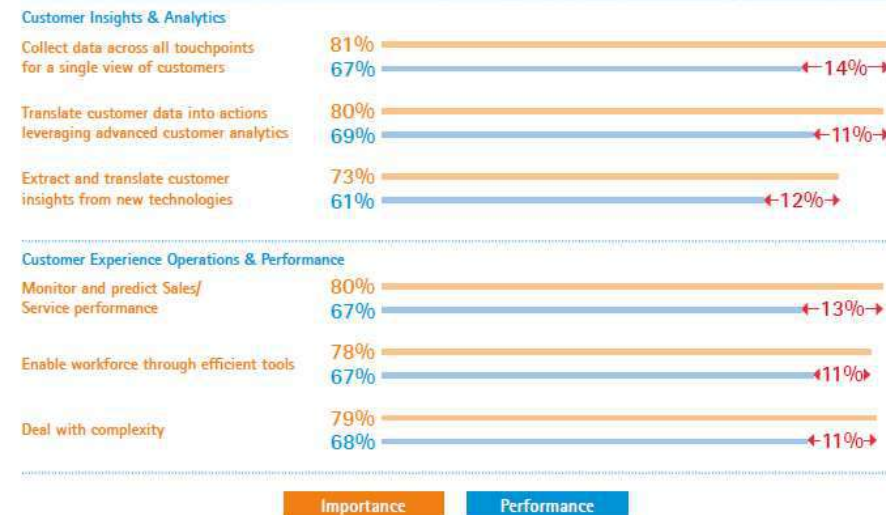 Customer Insights & Analytics
Collect data across all touchpoints
for a single view of customers
81%
67%
14%
Translate customer data into actions
leveraging advanced customer analytics
80%
69%
11%
Extract and translate customer
insights from new technologies
73%
61%
12%
Customer Experience Operations & Performance
Monitor and predict Sales/
Service performance
80%
67%
13%
Enable workforce through efficient tools
78%
67%
11%
Deal with complexity
79%
68%
11%
Importance
Performance